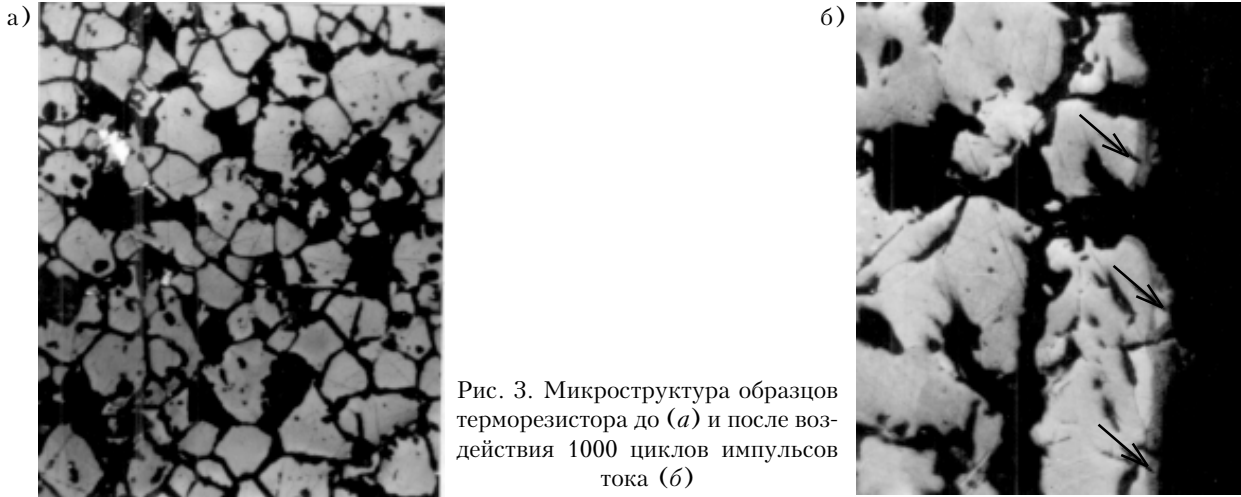 а)
б)
Рис. 3. Микроструктура образцов
терморезистора до (а) и после воз-
действия 1000 циклов импульсов
тока (б)